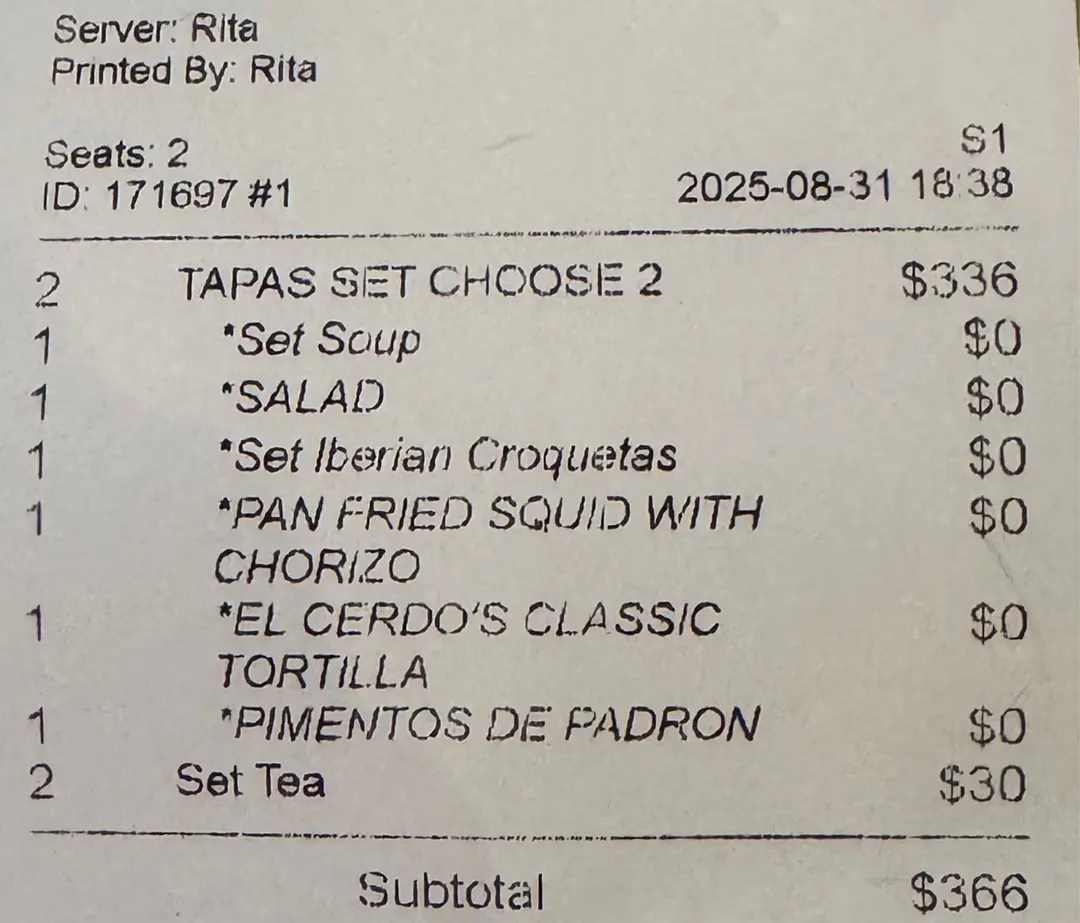 Server: Rita
Printed By: Rita
S1
Seats: 2
ID: 171697 #1 2025-08-31 18:38
2 TAPAS SET CHOOSE 2 $336
1 *Set Soup $0
1 *SALAD $0
1 *Set Iberian Croquetas $0
1 *PAN FRIED SQUID WITH $0
CHORIZO
1 *EL CERDO'S CLASSIC $0
TORTILLA
1 *PIMENTOS DE PADRON $0
2 Set Tea $30
Subtotal $366